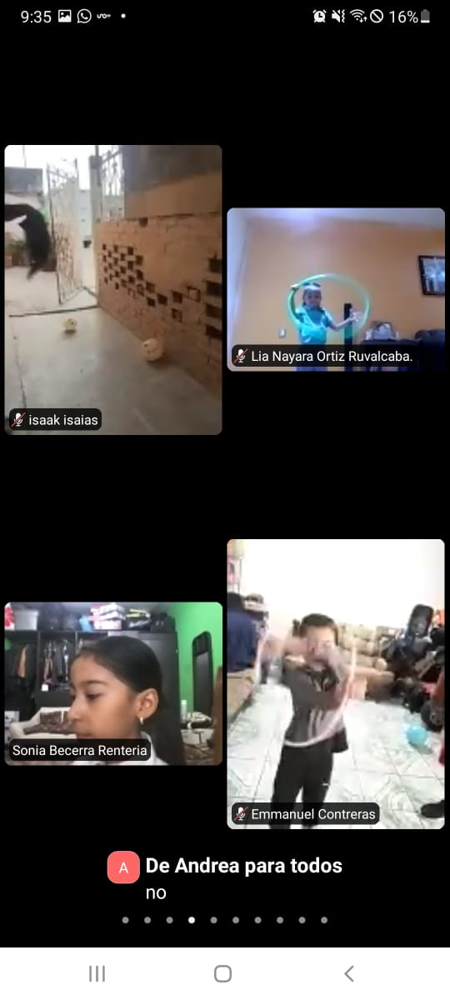 9:35
16%
Lia Nayara Ortiz Ruvalcaba.
isaak isaias
Sonia Becerra Renteria
Emmanuel Contreras
A De Andrea para todos
no